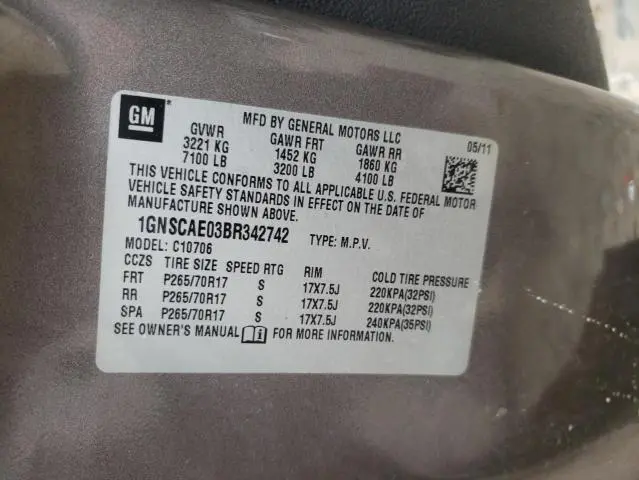 GM
MFD BY GENERAL MOTORS LLC
05/11
GVWR GAWR FRT GAWR RR
3221 KG 1452 KG 1860 KG
7100 LB 3200 LB 4100 LB
THIS VEHICLE CONFORMS TO ALL APPLICABLE U.S. FEDERAL MOTOR
VEHICLE SAFETY STANDARDS IN EFFECT ON THE DATE OF
MANUFACTURE SHOWN ABOVE.
1GNSCAE03BR342742 TYPE: M.P.V.
MODEL: C10706
CCZS TIRE SIZE SPEED RTG RIM COLD TIRE PRESSURE
FRT P265/70R17 S 17X7.5J 220KPA(32PSI)
RR P265/70R17 S 17X7.5J 220KPA(32PSI)
SPA P265/70R17 S 17X7.5J 240KPA(35PSI)
SEE OWNER'S MANUAL FOR MORE INFORMATION.